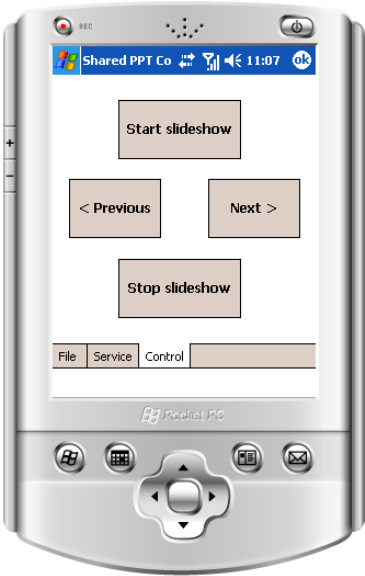 REC
Shared PPT Co 11:07 ok
Start slideshow
< Previous Next >
Stop slideshow
File Service Control
Pocket PC
+
-